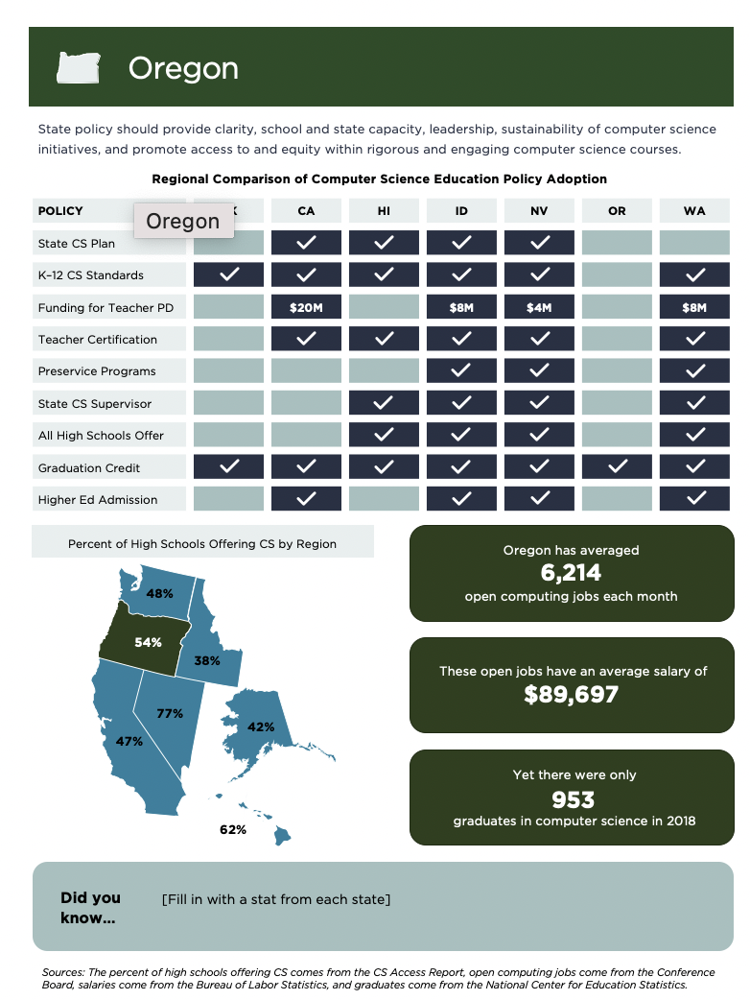 Oregon
State policy should provide clarity, school and state capacity, leadership, sustainability of computer science
initiatives, and promote access to and equity within rigorous and engaging computer science courses.
Regional Comparison of Computer Science Education Policy Adoption
POLICY CA HI ID NV OR WA
Oregon
State CS Plan
K–12 CS Standards
Funding for Teacher PD $20M $8M $4M $8M
Teacher Certification
Preservice Programs
State CS Supervisor
All High Schools Offer
Graduation Credit
Higher Ed Admission
Percent of High Schools Offering CS by Region
48%
54%
38%
77%
42%
47%
62%
Oregon has averaged
6,214
open computing jobs each month
These open jobs have an average salary of
$89,697
Yet there were only
953
graduates in computer science in 2018
Did you
know...
[Fill in with a stat from each state]
Sources: The percent of high schools offering CS comes from the CS Access Report, open computing jobs come from the Conference
Board, salaries come from the Bureau of Labor Statistics, and graduates come from the National Center for Education Statistics.